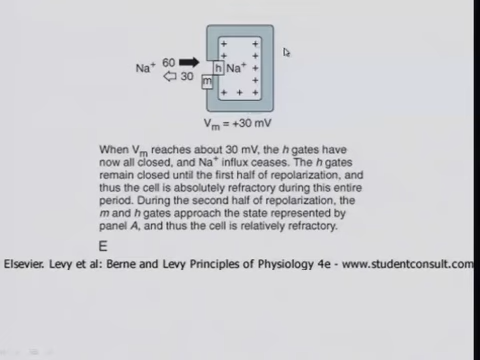 60
Na+
30
h
Na+
m
+ +
+ +
+
+
+ + +
Vm = +30 mV
When Vm reaches about 30 mV, the h gates have
now all closed, and Na+ influx ceases. The h gates
remain closed until the first half of repolarization, and
thus the cell is absolutely refractory during this entire
period. During the second half of repolarization, the
m and h gates approach the state represented by
panel A, and thus the cell is relatively refractory.
E
Elsevier. Levy et al: Berne and Levy Principles of Physiology 4e - www.studentconsult.com